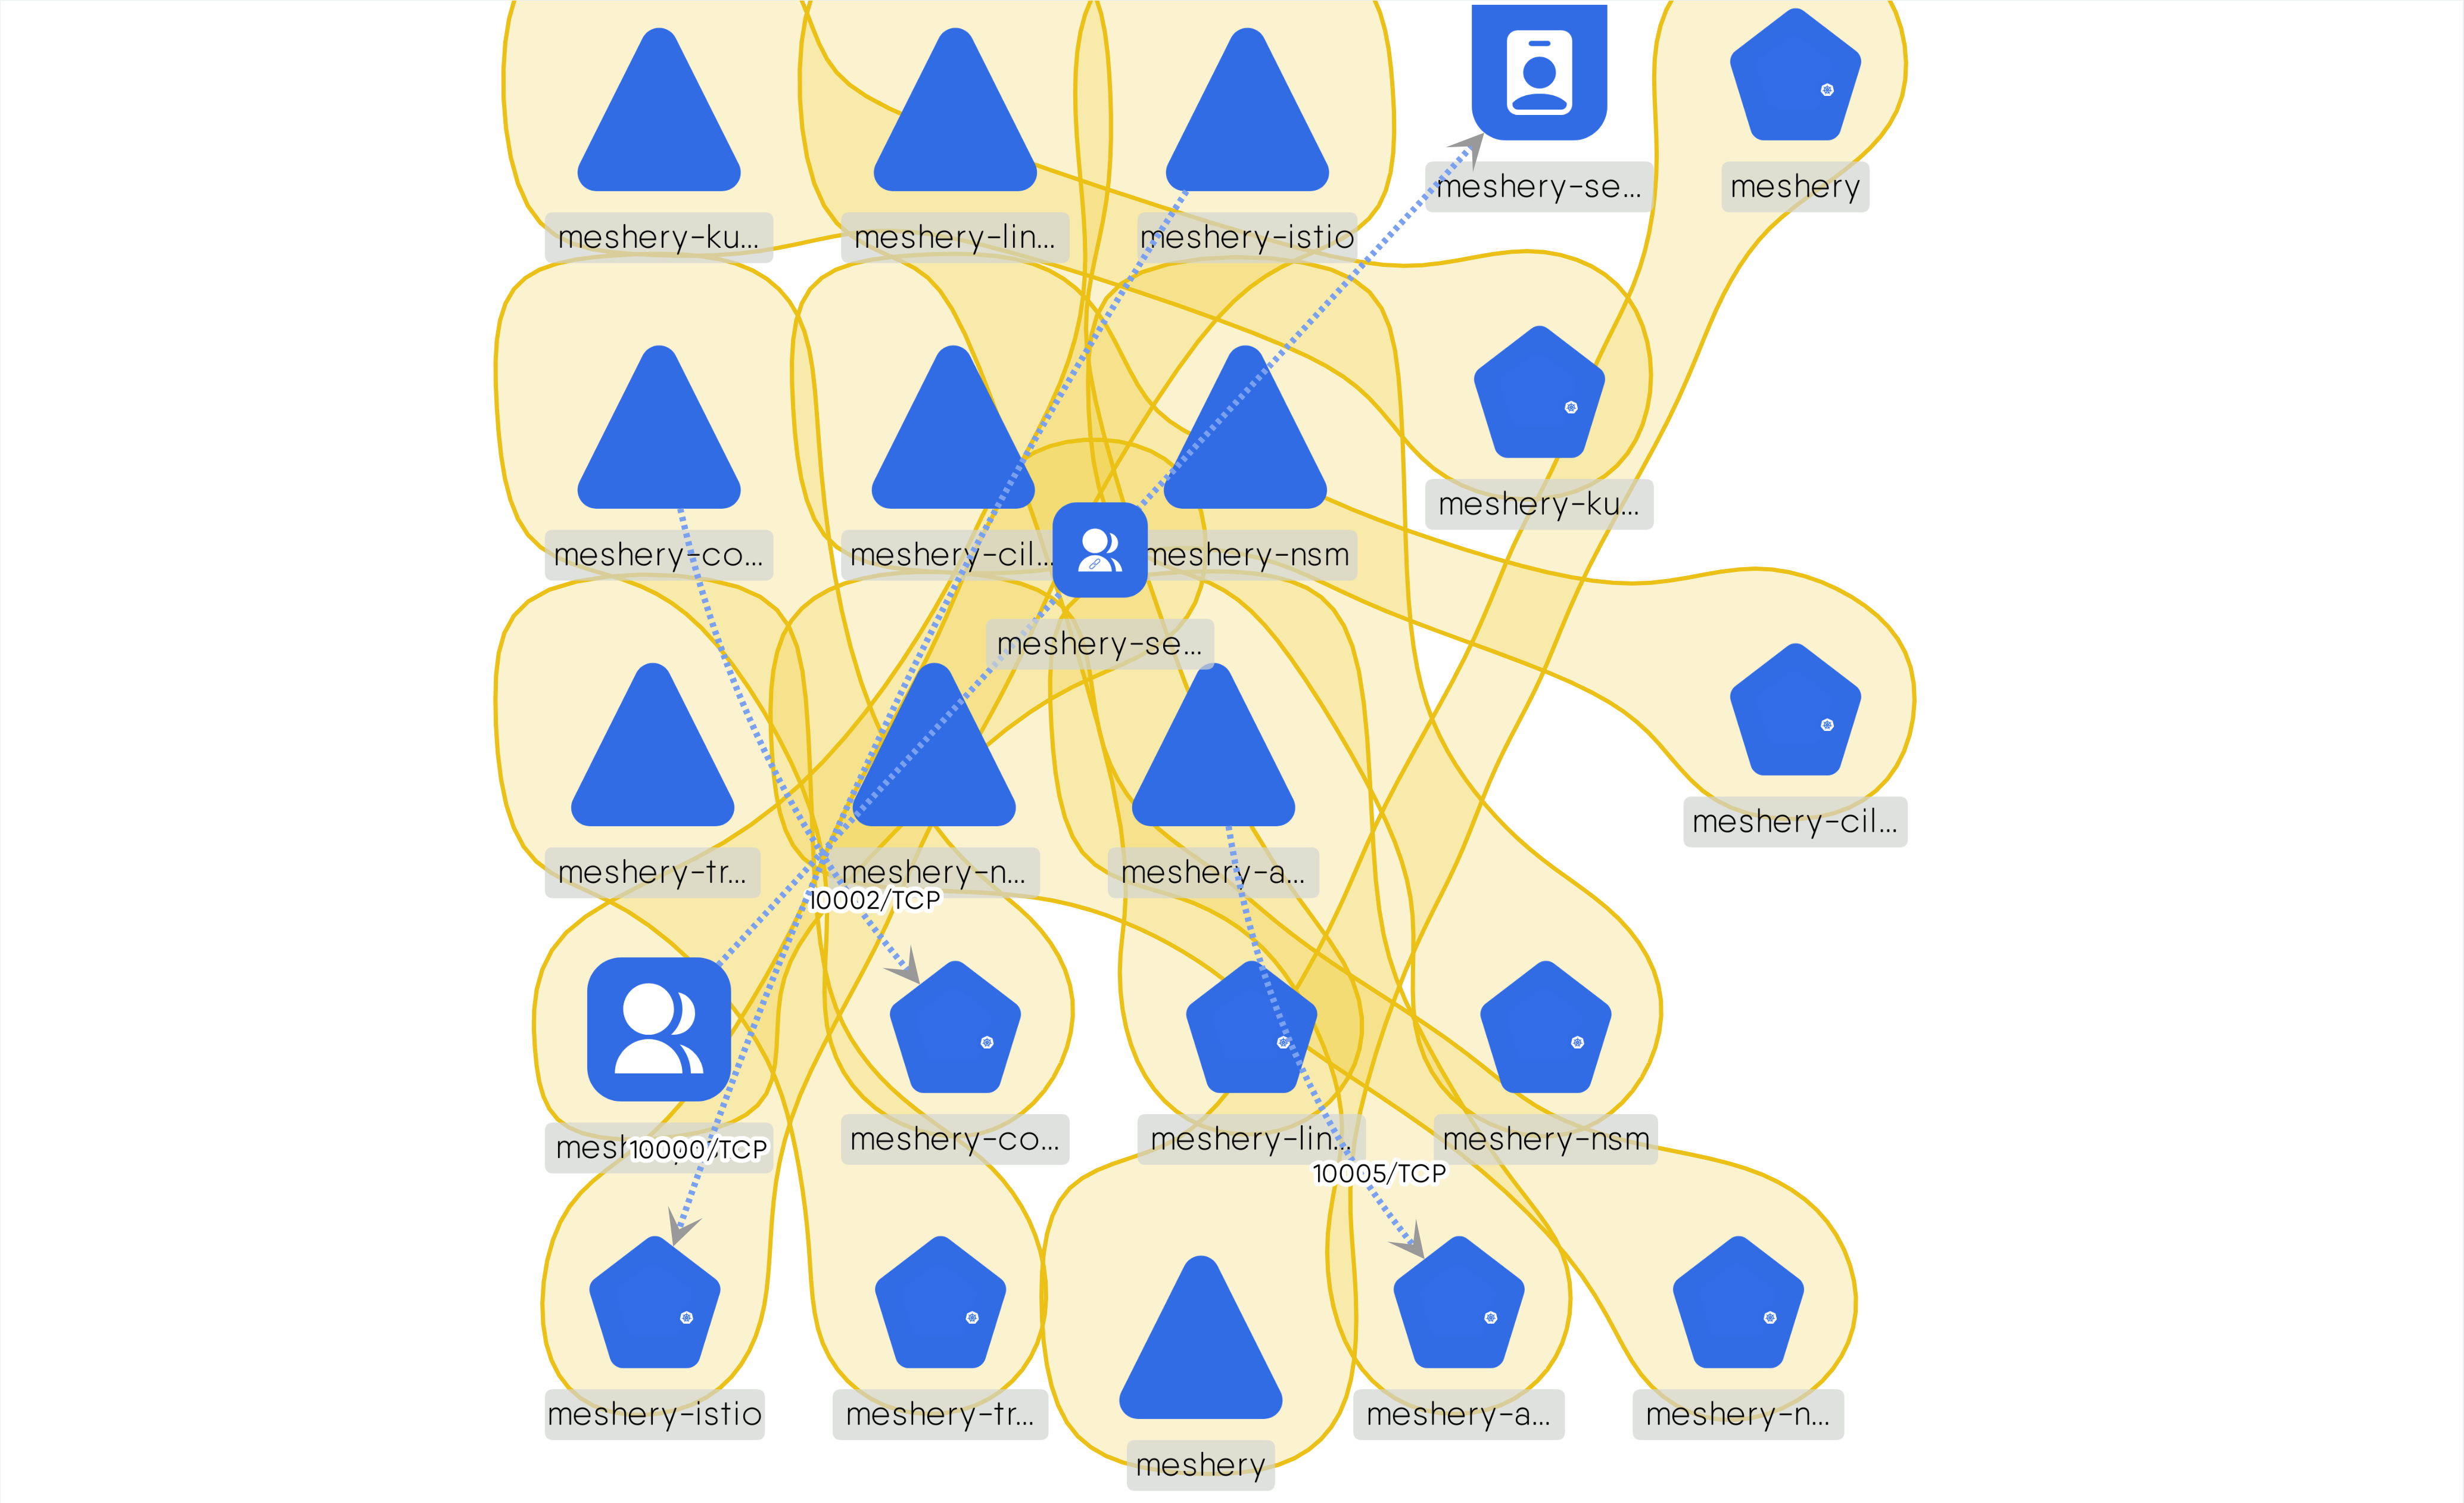 meshery-se...
meshery
meshery-ku...
meshery-lin...
meshery-istio
meshery-ku...
meshery-co...
meshery-cil...
meshery-nsm
meshery-se...
meshery-cil...
meshery-tr...
meshery-n...
meshery-a...
10002/TCP
meshery-co...
meshery-lin...
meshery-nsm
10000/TCP
10005/TCP
meshery-istio
meshery-tr...
meshery-a...
meshery-n...
meshery